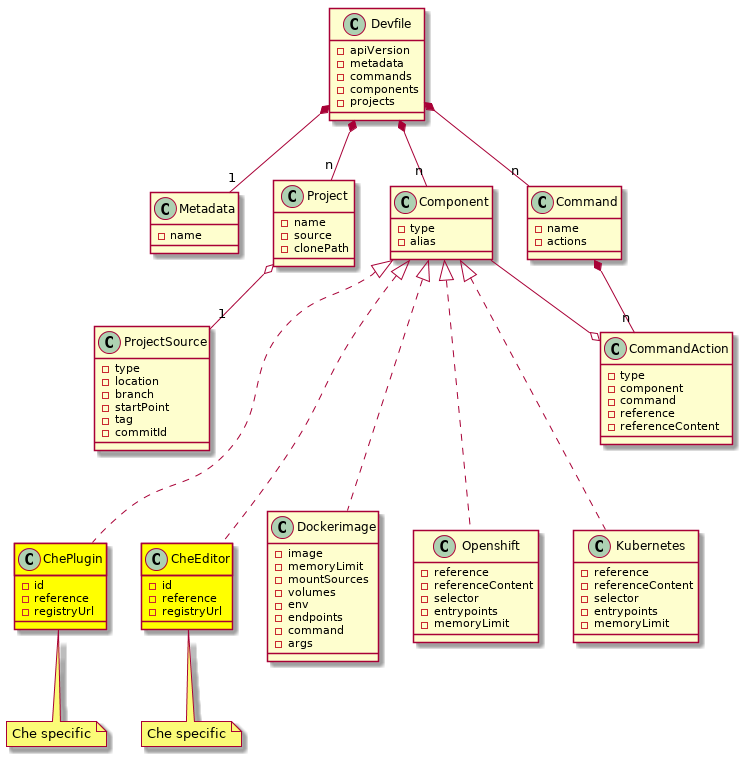 C Devfile
apiVersion
metadata
commands
components
projects
1
n
n
n
C Metadata
name
C Project
name
source
clonePath
C Component
type
alias
C Command
name
actions
1
n
C ProjectSource
type
location
branch
startPoint
tag
commitId
C CommandAction
type
component
command
reference
referenceContent
C ChePlugin
id
reference
registryUrl
C CheEditor
id
reference
registryUrl
C Dockerimage
image
memoryLimit
mountSources
volumes
env
endpoints
command
args
C Openshift
reference
referenceContent
selector
entrypoints
memoryLimit
C Kubernetes
reference
referenceContent
selector
entrypoints
memoryLimit
Che specific
Che specific